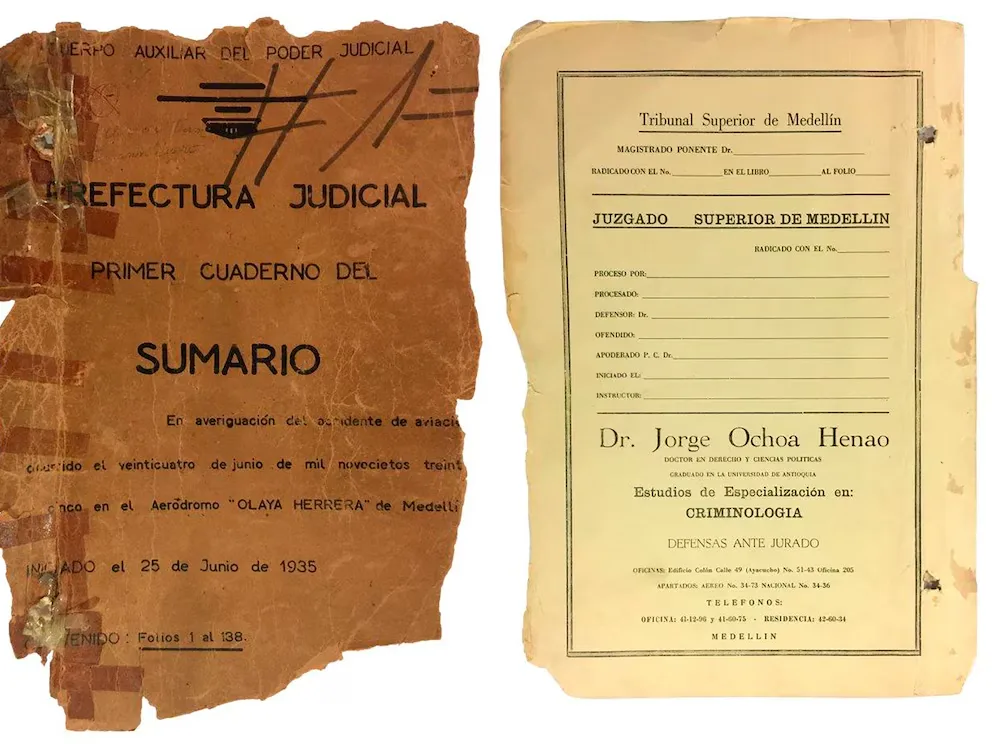 CUERPO AUXILIAR DEL PODER JUDICIAL
# 1=
PREFECTURA JUDICIAL
PRIMER CUADERNO DEL
SUMARIO
En averiguación del accidente de aviaci
ocurrido el veinticuatro de junio de mil novecietos treint
cinco en el Aeródromo "OLAYA HERRERA" de Medellí
INICIADO el 25 de Junio de 1935
TENIDO: Folios 1 al 138.
Tribunal Superior de Medellín
MAGISTRADO PONENTE Dr.
RADICADO CON EL No. EN EL LIBRO AL FOLIO
JUZGADO SUPERIOR DE MEDELLIN
RADICADO CON EL No.
PROCESO POR:
PROCESADO:
DEFENSOR: Dr.
OFENDIDO:
APODERADO P. C. Dr.
INICIADO EL:
INSTRUCTOR:
Dr. Jorge Ochoa Henao
DOCTOR EN DERECHO Y CIENCIAS POLITICAS
GRADUADO EN LA UNIVERSIDAD DE ANTIOQUIA
Estudios de Especialización en:
CRIMINOLOGIA
DEFENSAS ANTE JURADO
OFICINAS: Edificio Colón Calle 49 (Ayacucho) No. 51-43 Oficina 205
APARTADOS: AEREO No. 34-73 NACIONAL No. 34-36
TELEFONOS:
OFICINA: 41-12-96 y 41-60-75 - RESIDENCIA: 42-60-34
MEDELLIN